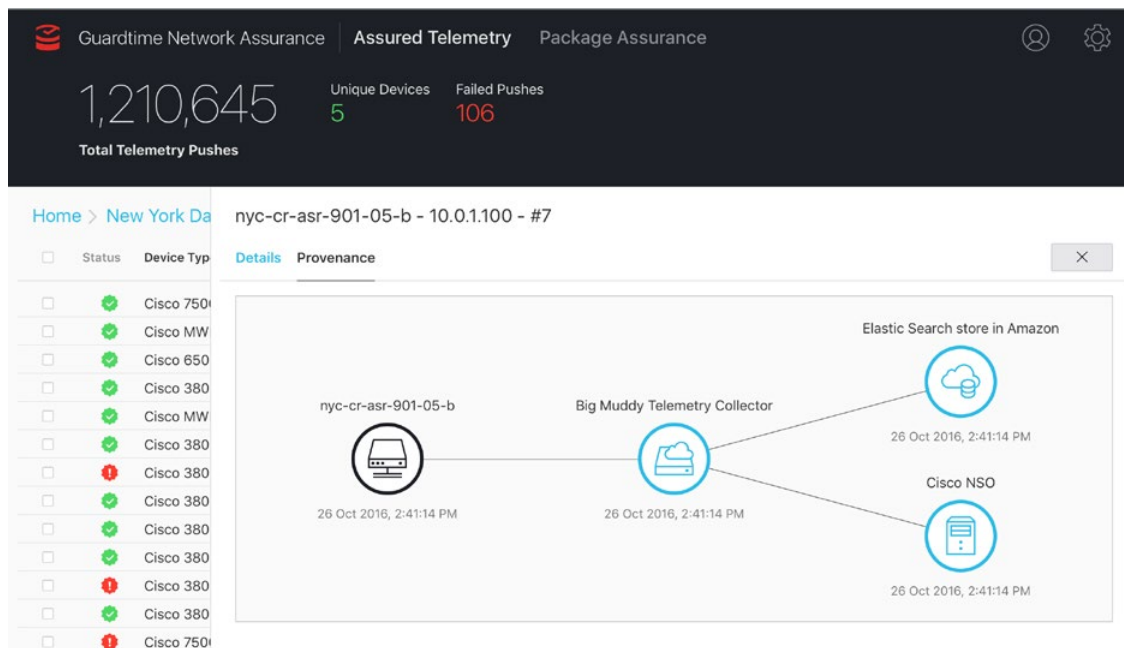 Guardtime Network Assurance Assured Telemetry Package Assurance
1,210,645
Total Telemetry Pushes
Unique Devices
5
Failed Pushes
106
Home > New York Da
Status Device Typ
Cisco 750
Cisco MW
Cisco 650
Cisco 380
Cisco MW
Cisco 380
Cisco 380
Cisco 380
Cisco 380
Cisco 380
Cisco 380
Cisco 380
Cisco 750
nyc-cr-asr-901-05-b - 10.0.1.100 - #7
Details Provenance
nyc-cr-asr-901-05-b
26 Oct 2016, 2:41:14 PM
Big Muddy Telemetry Collector
26 Oct 2016, 2:41:14 PM
Elastic Search store in Amazon
26 Oct 2016, 2:41:14 PM
Cisco NSO
26 Oct 2016, 2:41:14 PM